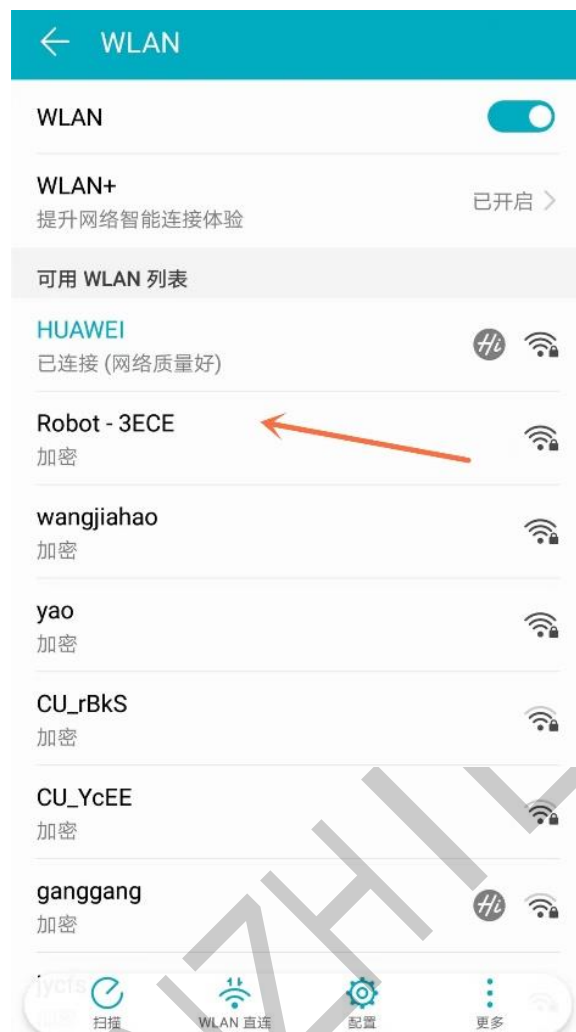 WLAN
WLAN
WLAN+
已开启
提升网络智能连接体验
可用 WLAN 列表
HUAWEI
Hi
已连接 (网络质量好)
Robot - 3ECE
加密
wangjiahao
加密
yao
加密
CU_rBkS
加密
CU_YcEE
加密
ganggang
Hi
加密
扫描
WLAN 直连
配置
更多